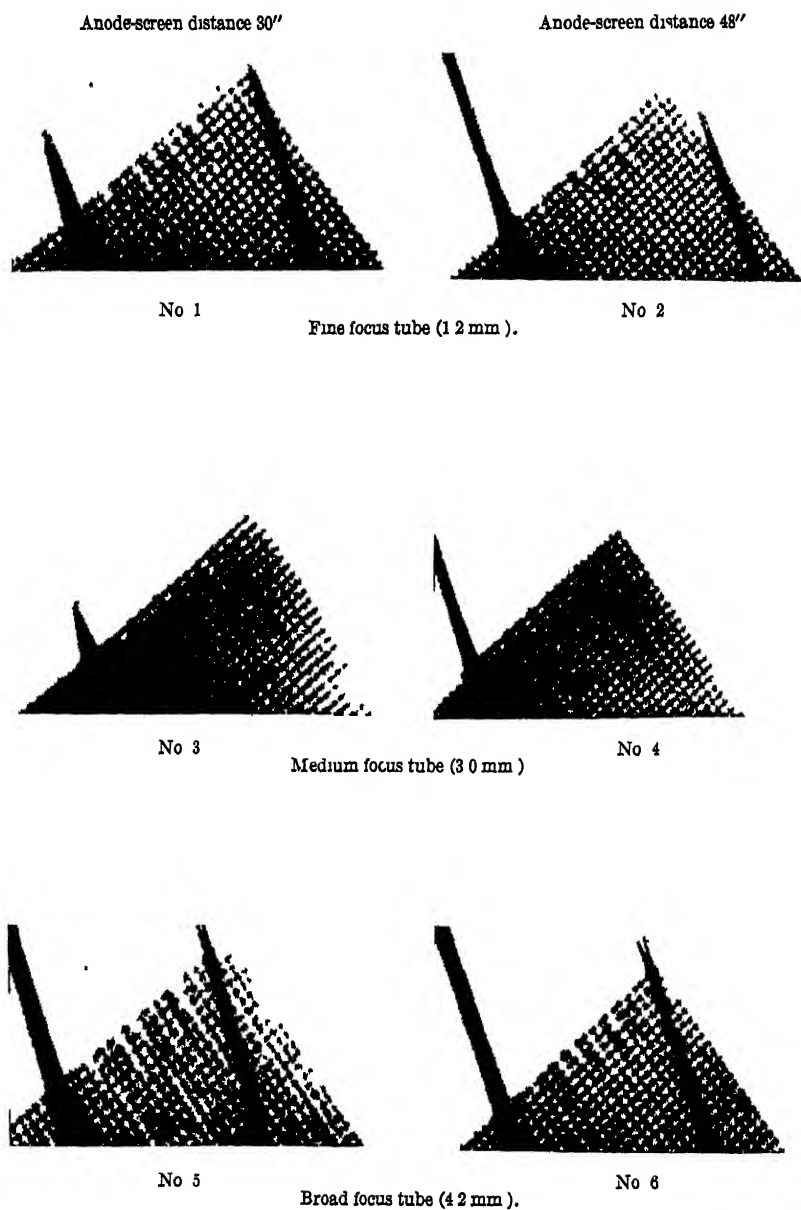 Anode-screen distance 30″ Anode-screen distance 48″
No 1 No 2
Fine focus tube (1 2 mm ).
No 3 No 4
Medium focus tube (3 0 mm )
No 5 No 6
Broad focus tube (4 2 mm ).